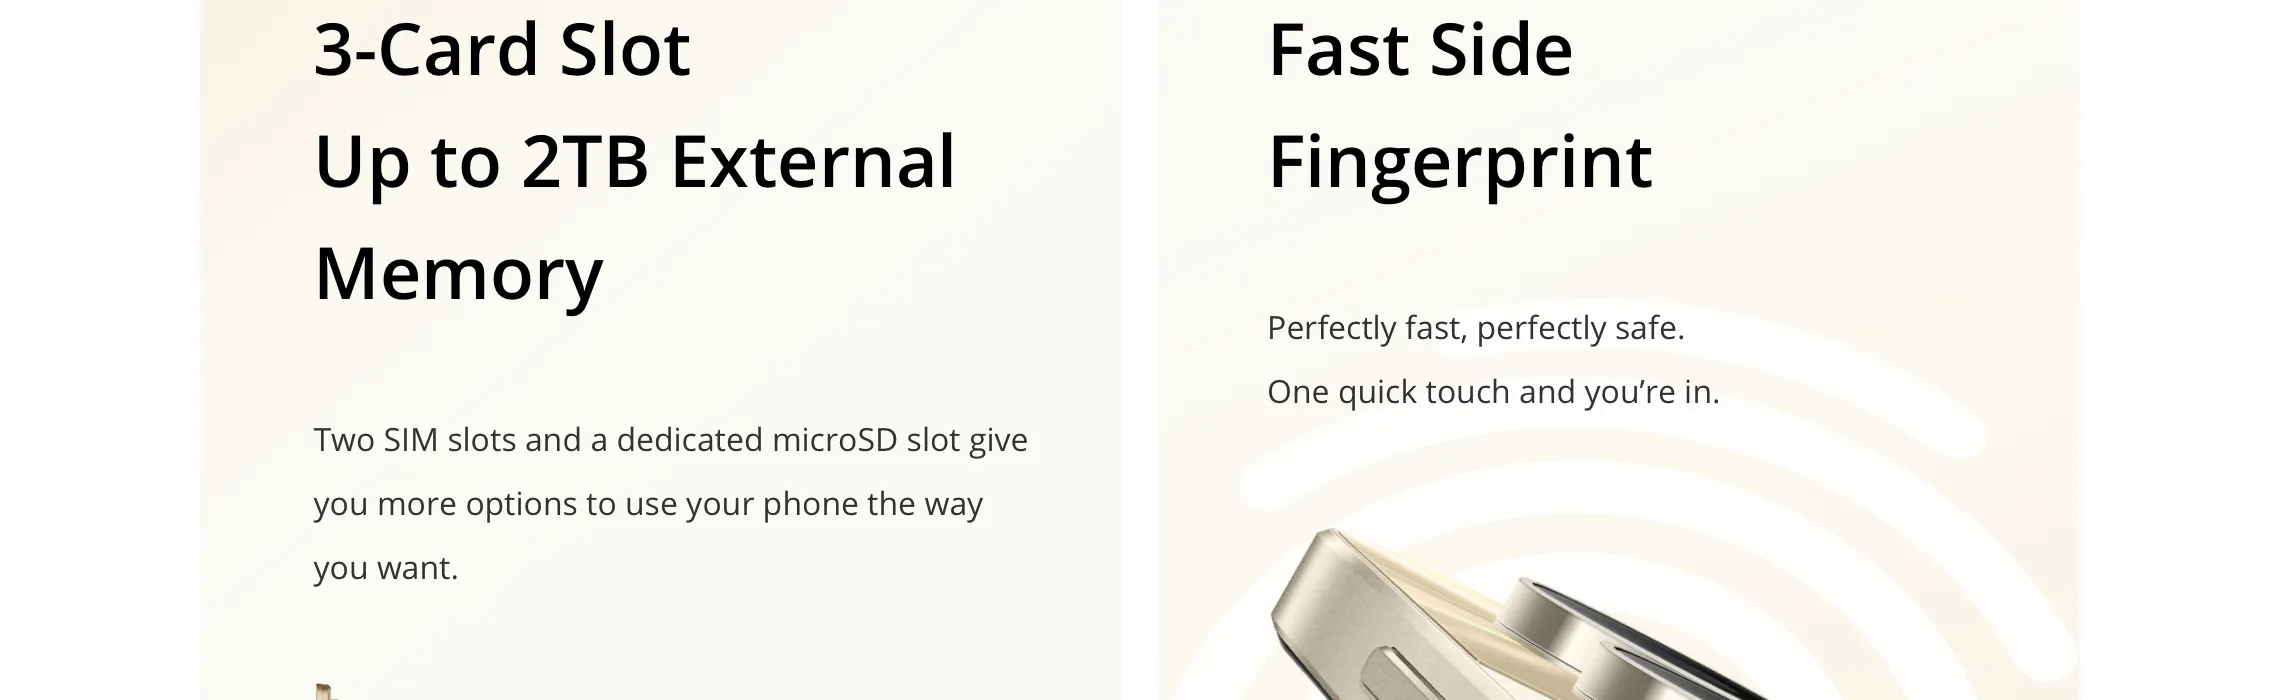 3-Card Slot
Up to 2TB External
Memory
Two SIM slots and a dedicated microSD slot give
you more options to use your phone the way
you want.
Fast Side
Fingerprint
Perfectly fast, perfectly safe.
One quick touch and you’re in.